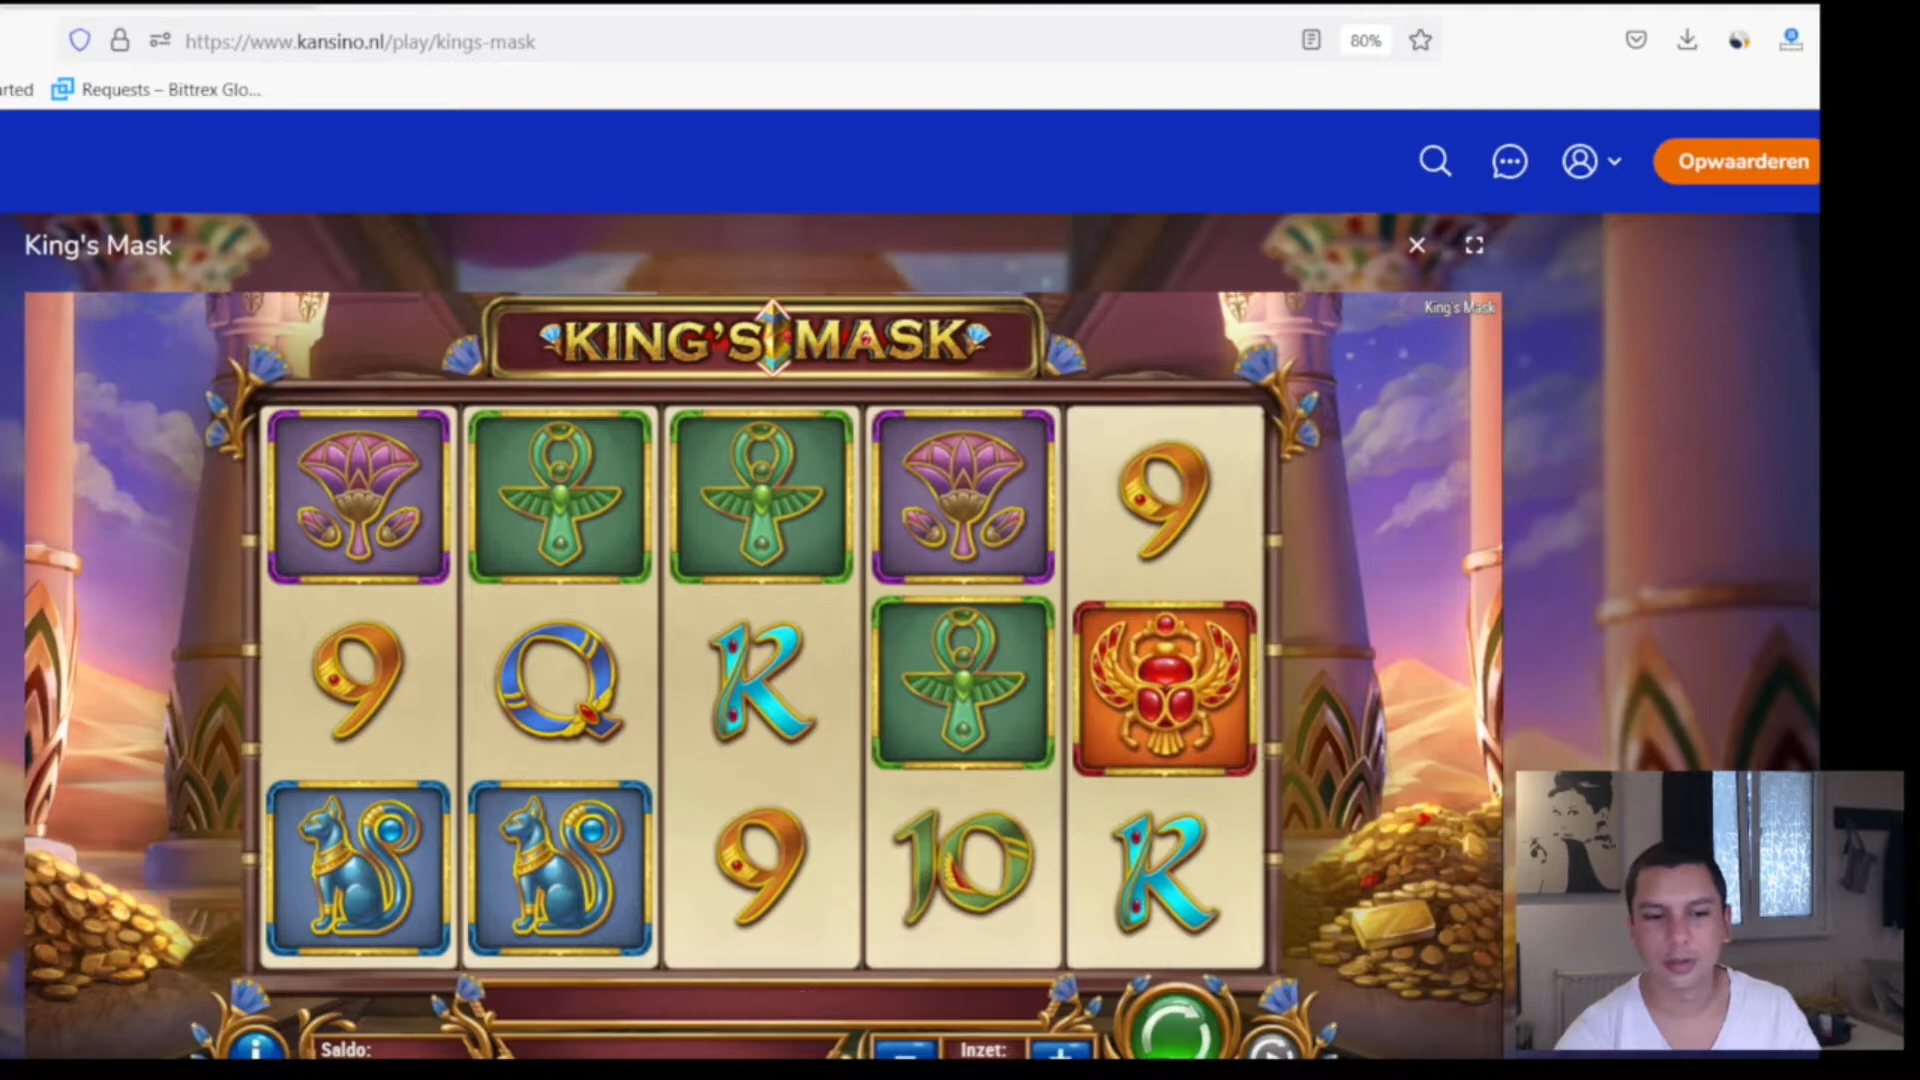 https://www.kansino.nl/play/kings-mask
80%
arted
Requests – Bittrex Glo...
Opwaarderen
King's Mask
King's Mask
KING'S MASK
9
9 Q K
9 10 K
Saldo:
Inzet: